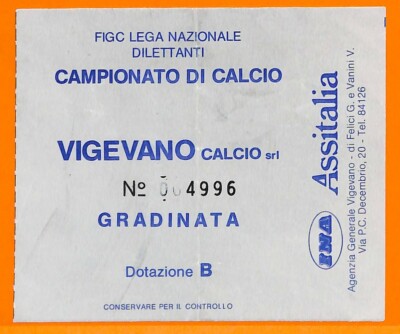 FIGC LEGA NAZIONALE
DILETTANTI
CAMPIONATO DI CALCIO
VIGEVANO CALCIO srl
Nº 004996
GRADINATA
Dotazione B
CONSERVARE PER IL CONTROLLO
INA
Assitalia
Agenzia Generale Vigevano - di Felici G. e Vanini V.
Via P.C. Decembrio, 20 - Tel. 84126